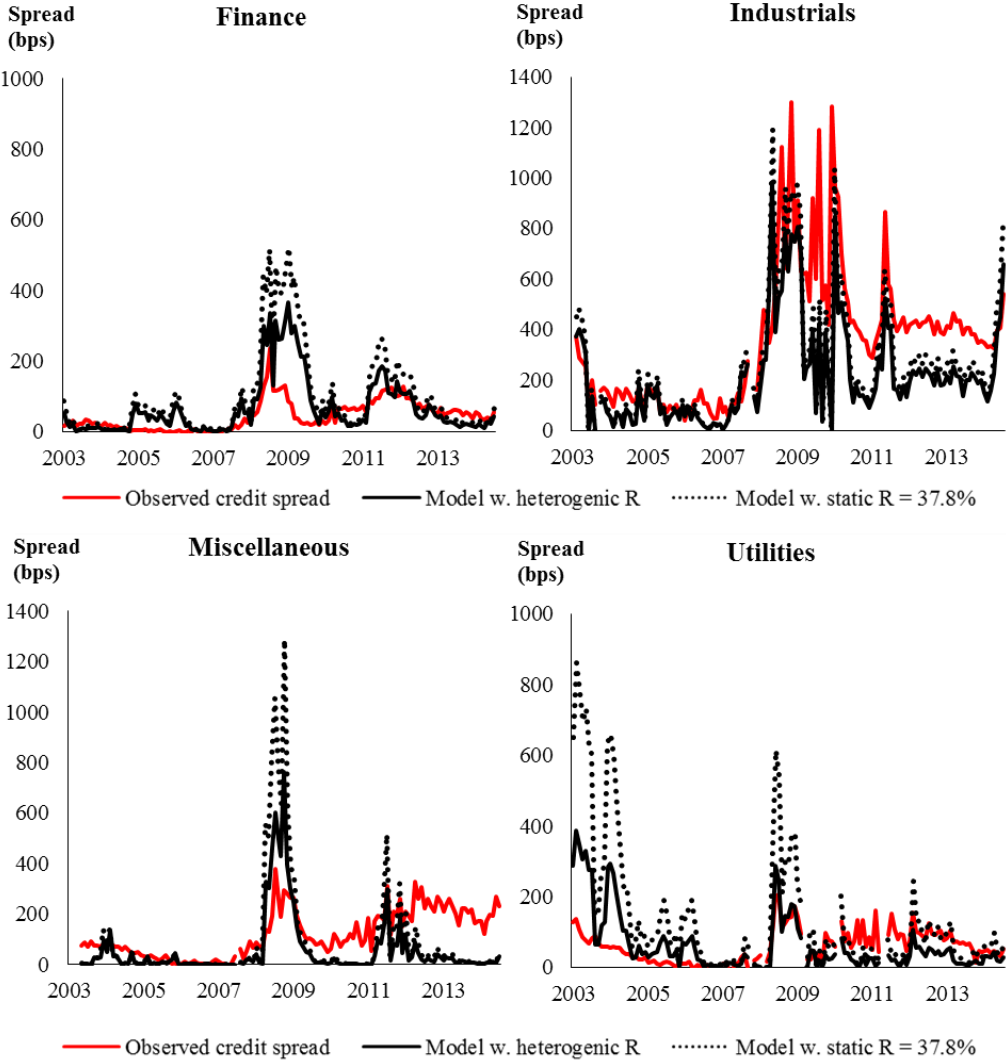 Spread
(bps)
Finance
1000
800
600
400
200
0
2003 2005 2007 2009 2011 2013
Spread
(bps)
Industrials
1400
1200
1000
800
600
400
200
0
2003 2005 2007 2009 2011 2013
Observed credit spread Model w. heterogenic R Model w. static R = 37.8%
Spread
(bps)
Miscellaneous
1400
1200
1000
800
600
400
200
0
2003 2005 2007 2009 2011 2013
Spread
(bps)
Utilities
1000
800
600
400
200
0
2003 2005 2007 2009 2011 2013
Observed credit spread Model w. heterogenic R Model w. static R = 37.8%